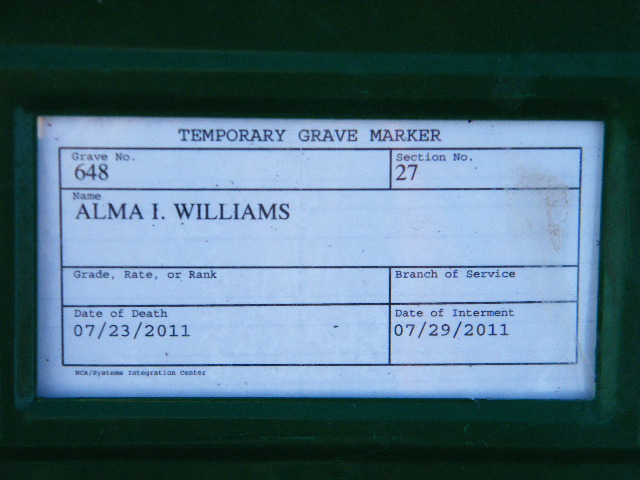 TEMPORARY GRAVE MARKER
Grave No.
648
Section No.
27
Name
ALMA I. WILLIAMS
Grade, Rate, or Rank
Branch of Service
Date of Death
07/23/2011
Date of Interment
07/29/2011
NCA/Systems Integration Center